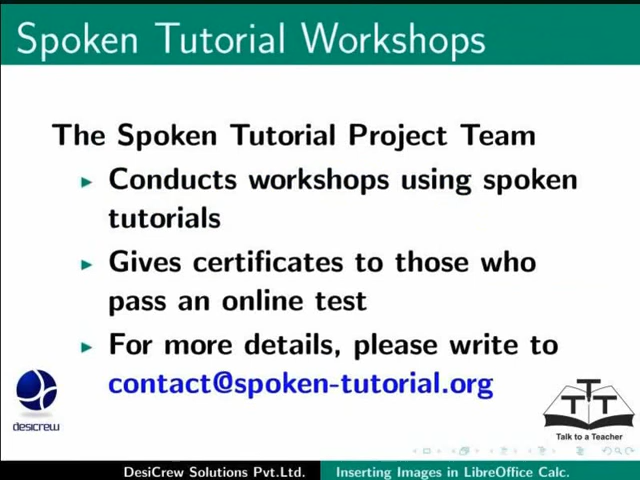 Spoken Tutorial Workshops
The Spoken Tutorial Project Team
Conducts workshops using spoken
tutorials
Gives certificates to those who
pass an online test
For more details, please write to
contact@spoken-tutorial.org
desicrew
T T T
Talk to a Teacher
DesiCrew Solutions Pvt.Ltd.
Inserting Images in LibreOffice Calc.